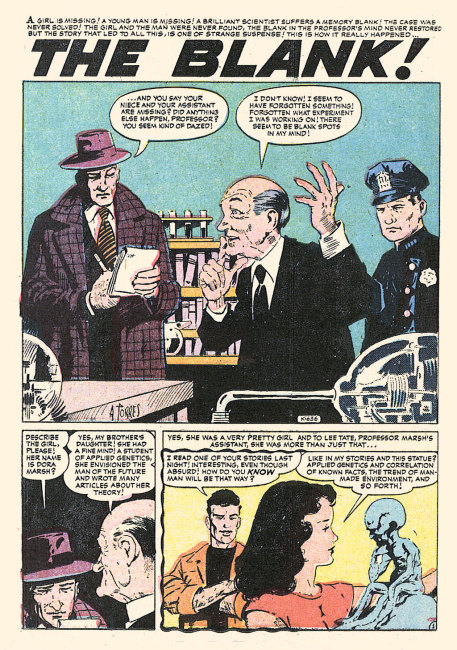 A GIRL IS MISSING! A YOUNG MAN IS MISSING! A BRILLIANT SCIENTIST SUFFERS A MEMORY BLANK! THE CASE WAS
NEVER SOLVED! THE GIRL AND THE MAN WERE NEVER FOUND, THE BLANK IN THE PROFESSOR'S MIND NEVER RESTORED
BUT THE STORY THAT LED TO ALL THIS, IS ONE OF STRANGE SUSPENSE! THIS IS HOW IT REALLY HAPPENED...
THE BLANK!
...AND YOU SAY YOUR
NIECE AND YOUR ASSISTANT
ARE MISSING? DID ANYTHING
ELSE HAPPEN, PROFESSOR?
YOU SEEM KIND OF DAZED!
I DON'T KNOW! I SEEM TO
HAVE FORGOTTEN SOMETHING!
FORGOTTEN WHAT EXPERIMENT
I WAS WORKING ON! THERE
SEEM TO BE BLANK SPOTS
IN MY MIND!
A TORRES
K-656
DESCRIBE
THE GIRL,
PLEASE!
HER NAME
IS DORA
MARSH?
YES, MY BROTHER'S
DAUGHTER! SHE HAD
A FINE MIND! A STUDENT
OF APPLIED GENETICS,
SHE ENVISIONED THE
MAN OF THE FUTURE
AND WROTE MANY
ARTICLES ABOUT HER
THEORY!
YES, SHE WAS A VERY PRETTY GIRL AND TO LEE TATE, PROFESSOR MARSH'S
ASSISTANT, SHE WAS MORE THAN JUST THAT...
I READ ONE OF YOUR STORIES LAST
NIGHT! INTERESTING, EVEN THOUGH
ABSURD! HOW DO YOU KNOW
MAN WILL BE THAT WAY?
LIKE IN MY STORIES AND THIS STATUE?
APPLIED GENETICS AND CORRELATION
OF KNOWN FACTS, THE TREND OF MAN-
MADE ENVIRONMENT, AND
SO FORTH!
1